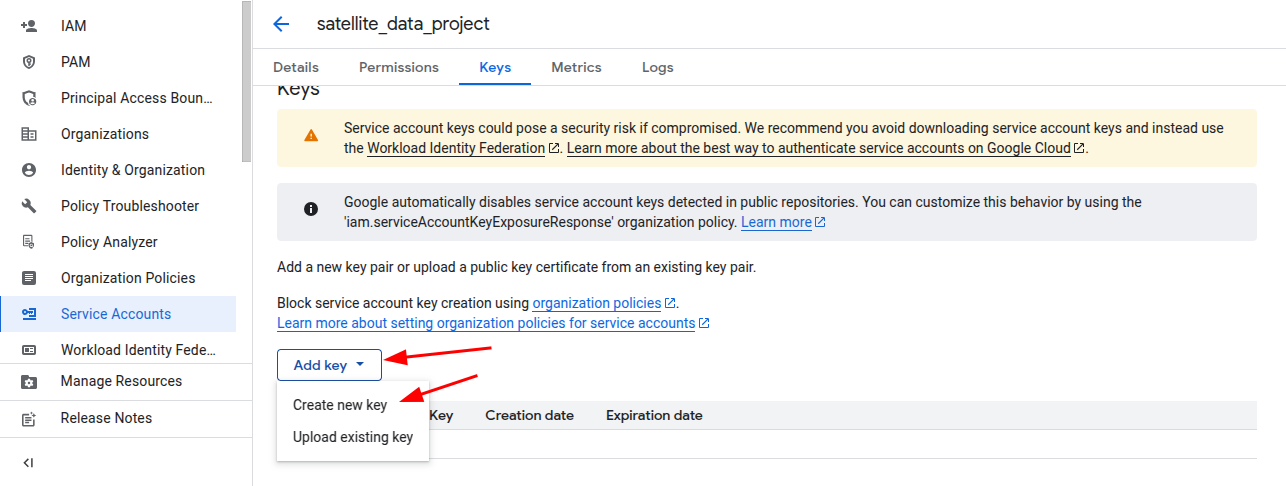 IAM
PAM
Principal Access Boun...
Organizations
Identity & Organization
Policy Troubleshooter
Policy Analyzer
Organization Policies
Service Accounts
Workload Identity Fede...
Manage Resources
Release Notes
satellite_data_project
Details Permissions Keys Metrics Logs
Keys
Service account keys could pose a security risk if compromised. We recommend you avoid downloading service account keys and instead use
the Workload Identity Federation. Learn more about the best way to authenticate service accounts on Google Cloud.
Google automatically disables service account keys detected in public repositories. You can customize this behavior by using the
'iam.serviceAccountKeyExposureResponse' organization policy. Learn more
Add a new key pair or upload a public key certificate from an existing key pair.
Block service account key creation using organization policies.
Learn more about setting organization policies for service accounts
Add key
Create new key
Upload existing key
Key Creation date Expiration date